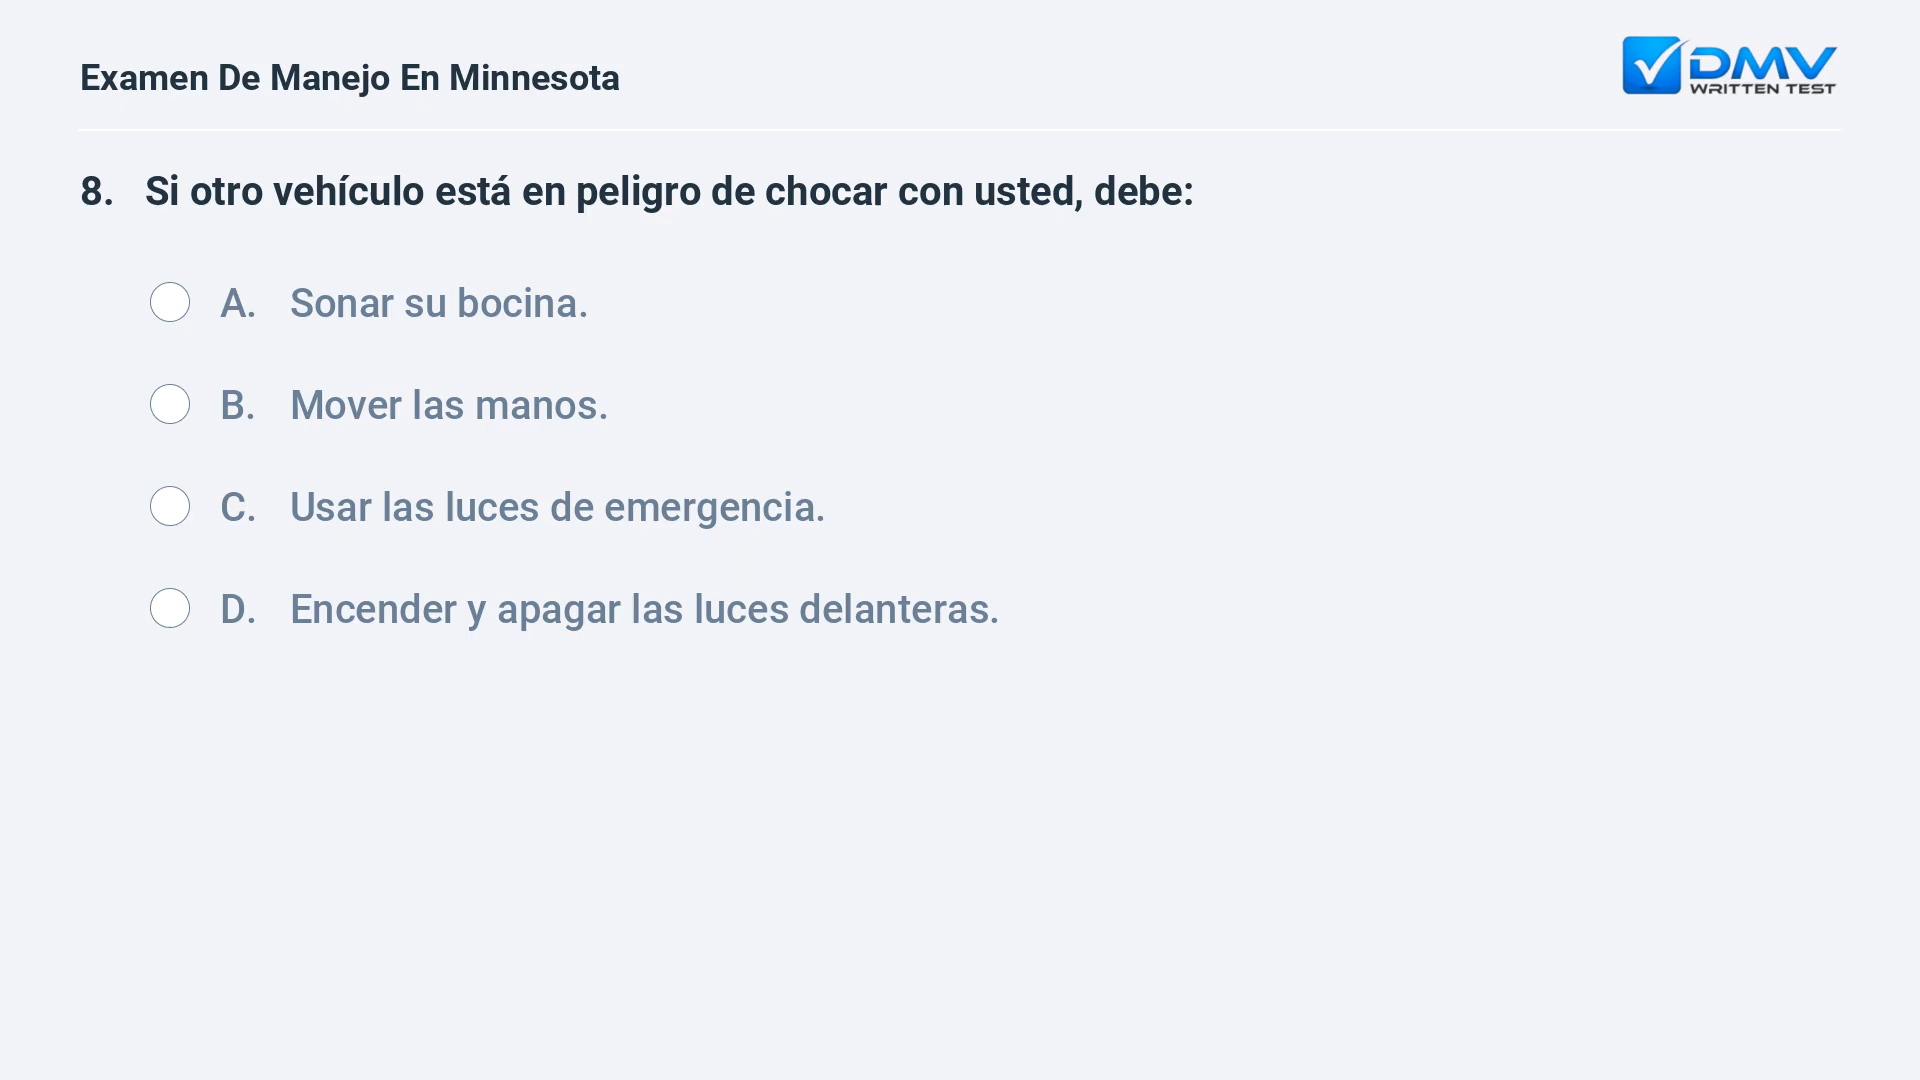 Examen De Manejo En Minnesota
DMV
WRITTEN TEST
8. Si otro vehículo está en peligro de chocar con usted, debe:
A. Sonar su bocina.
B. Mover las manos.
C. Usar las luces de emergencia.
D. Encender y apagar las luces delanteras.